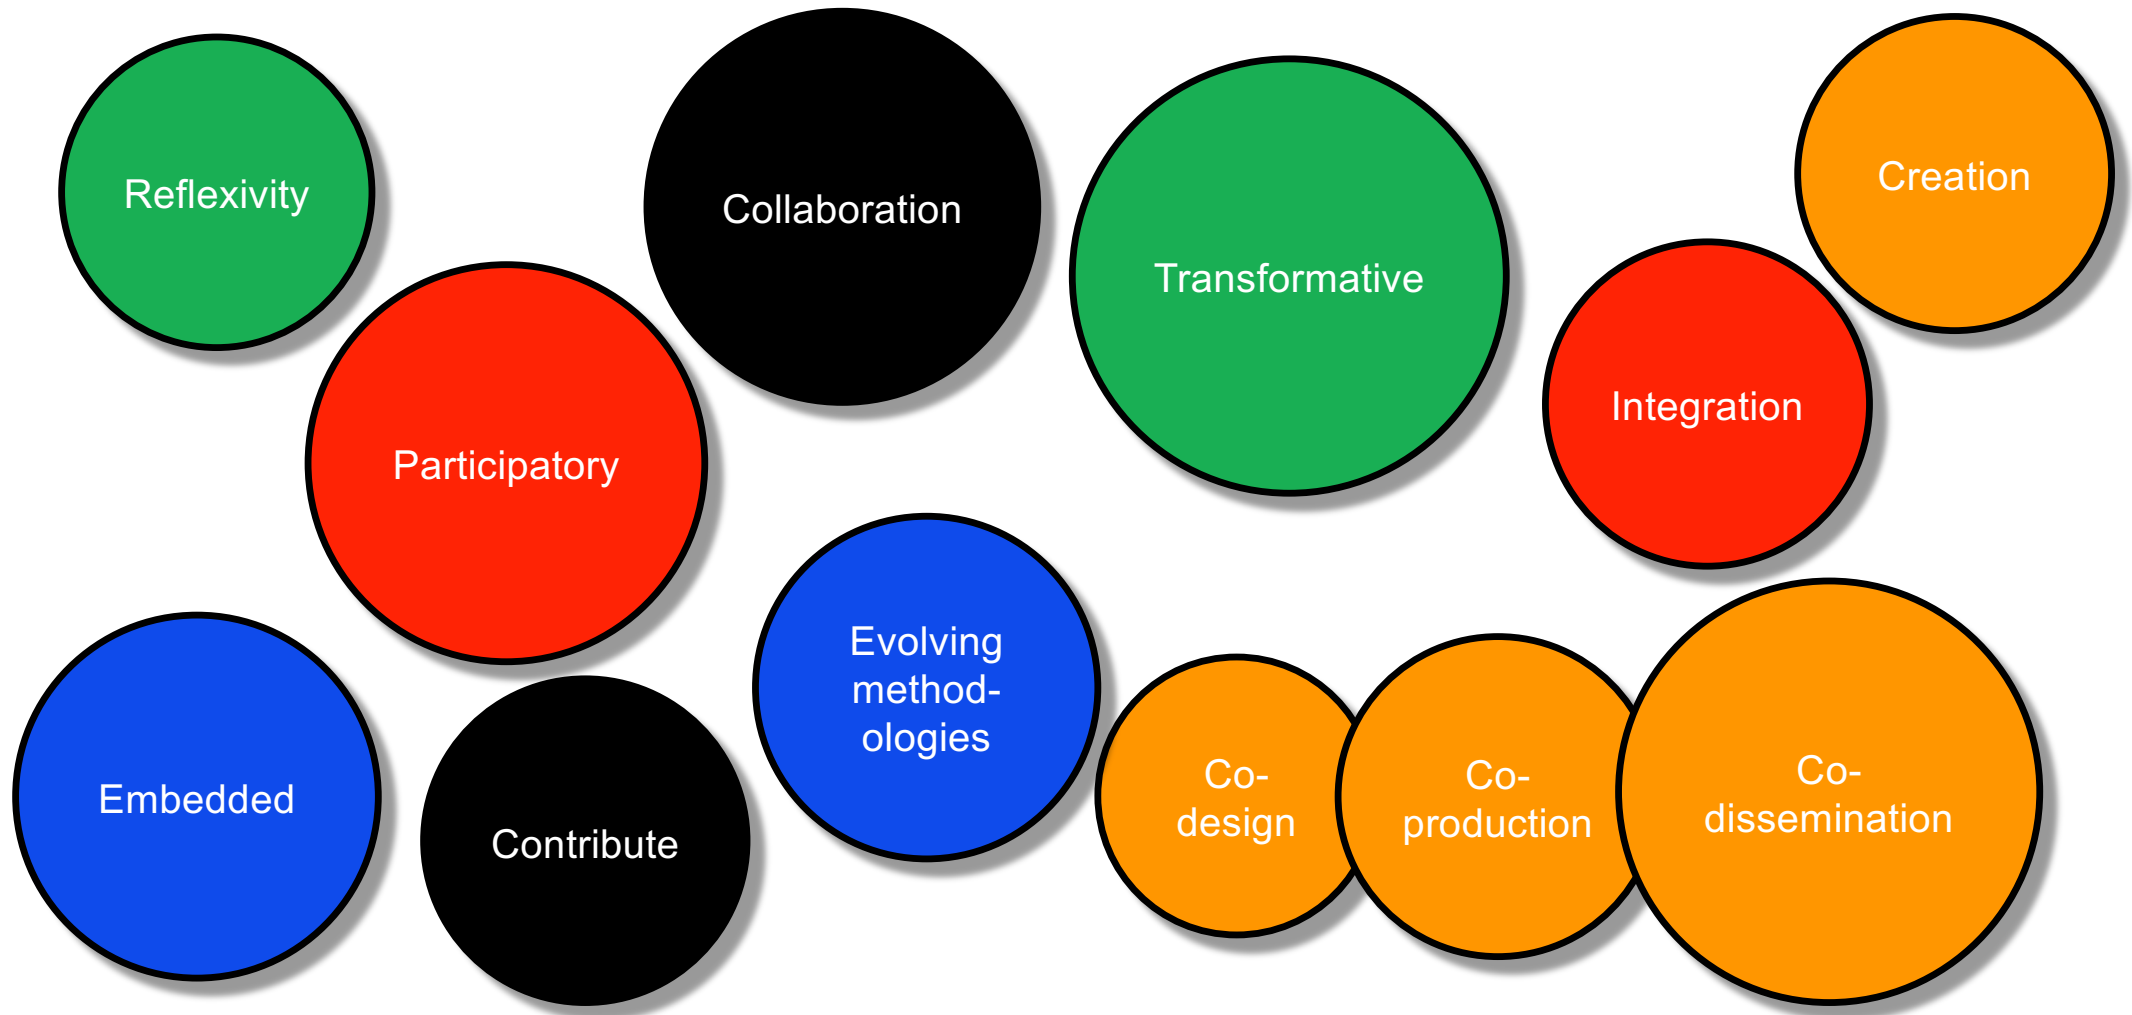 Reflexivity
Collaboration
Transformative
Creation
Participatory
Integration
Embedded
Contribute
Evolving
method-
ologies
Co-
design
Co-
production
Co-
dissemination